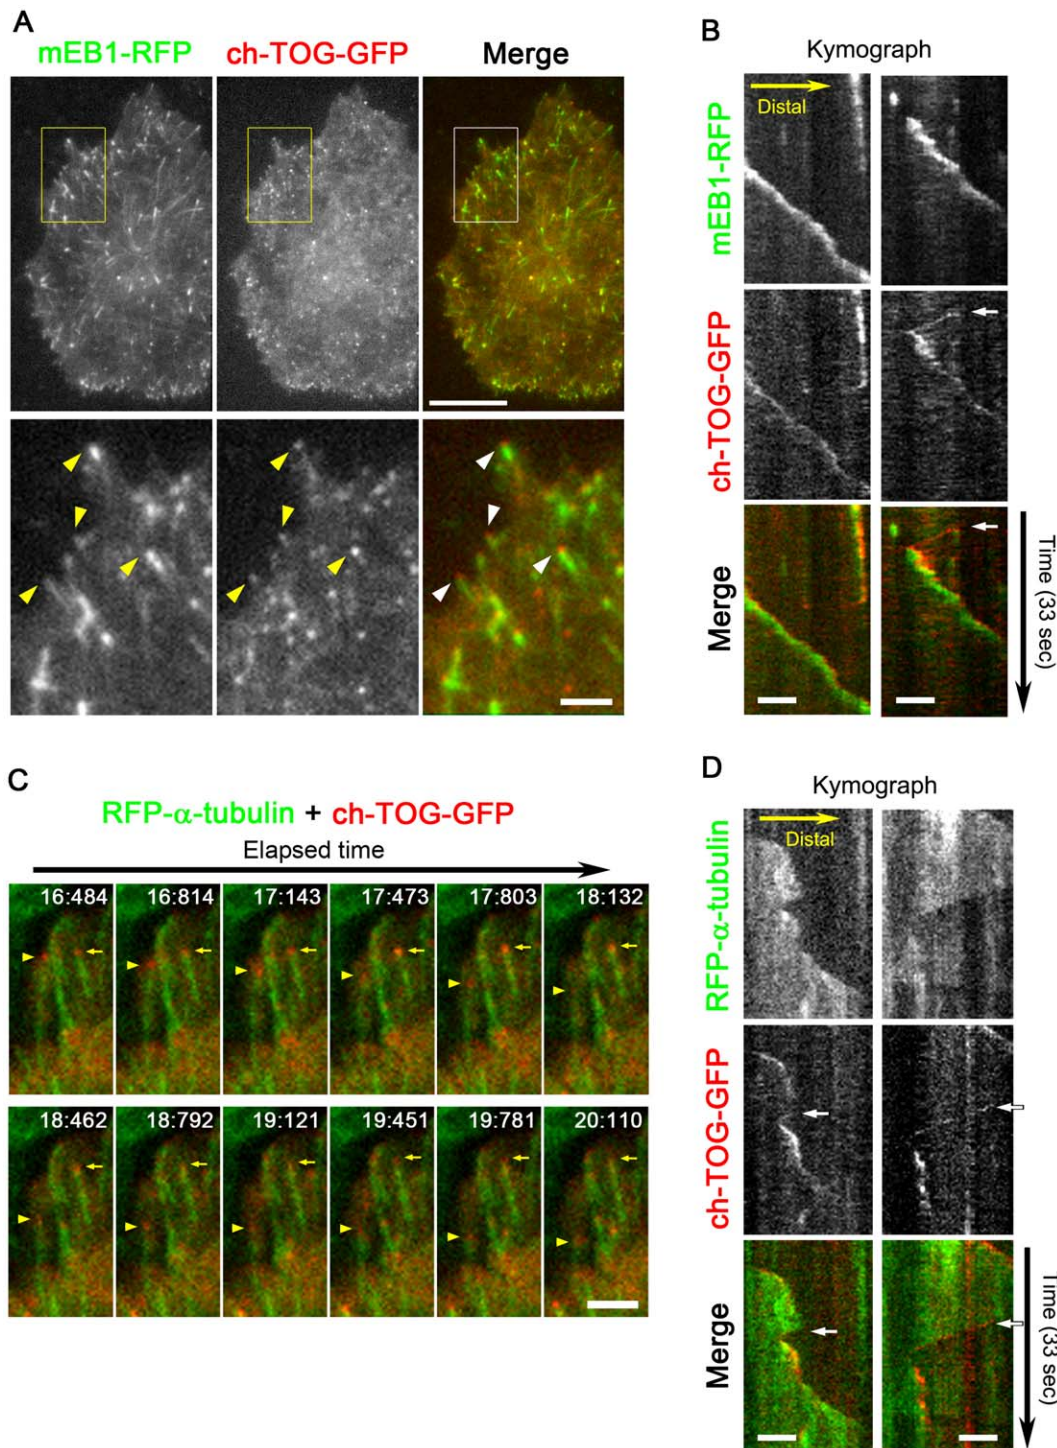 A
mEB1-RFP
ch-TOG-GFP
Merge
B
Kymograph
Distal
mEB1-RFP
ch-TOG-GFP
Merge
Time (33 sec)
C
RFP-α-tubulin + ch-TOG-GFP
Elapsed time
16:484
16:814
17:143
17:473
17:803
18:132
18:462
18:792
19:121
19:451
19:781
20:110
D
Kymograph
Distal
RFP-α-tubulin
ch-TOG-GFP
Merge
Time (33 sec)